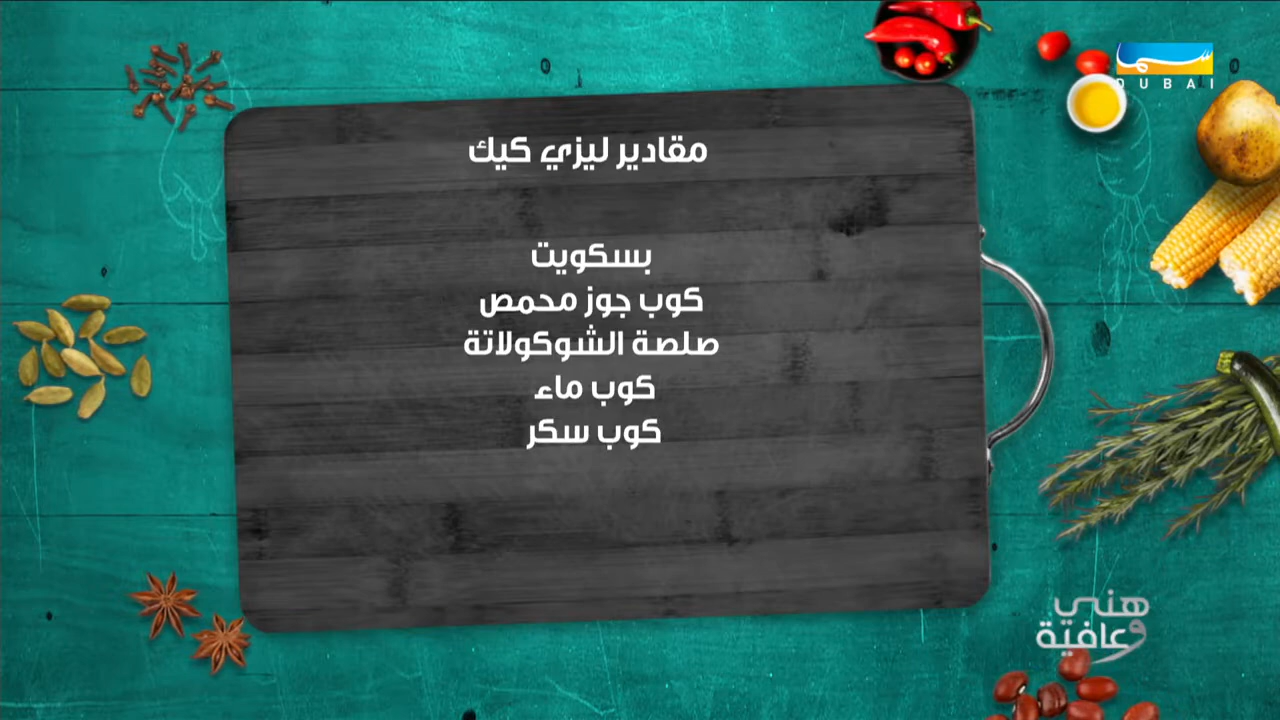 مقادير ليزي كيك
بسكويت
كوب جوز محمص
صلصة الشوكولاتة
كوب ماء
كوب سكر
DUBAI
هني
وعافية